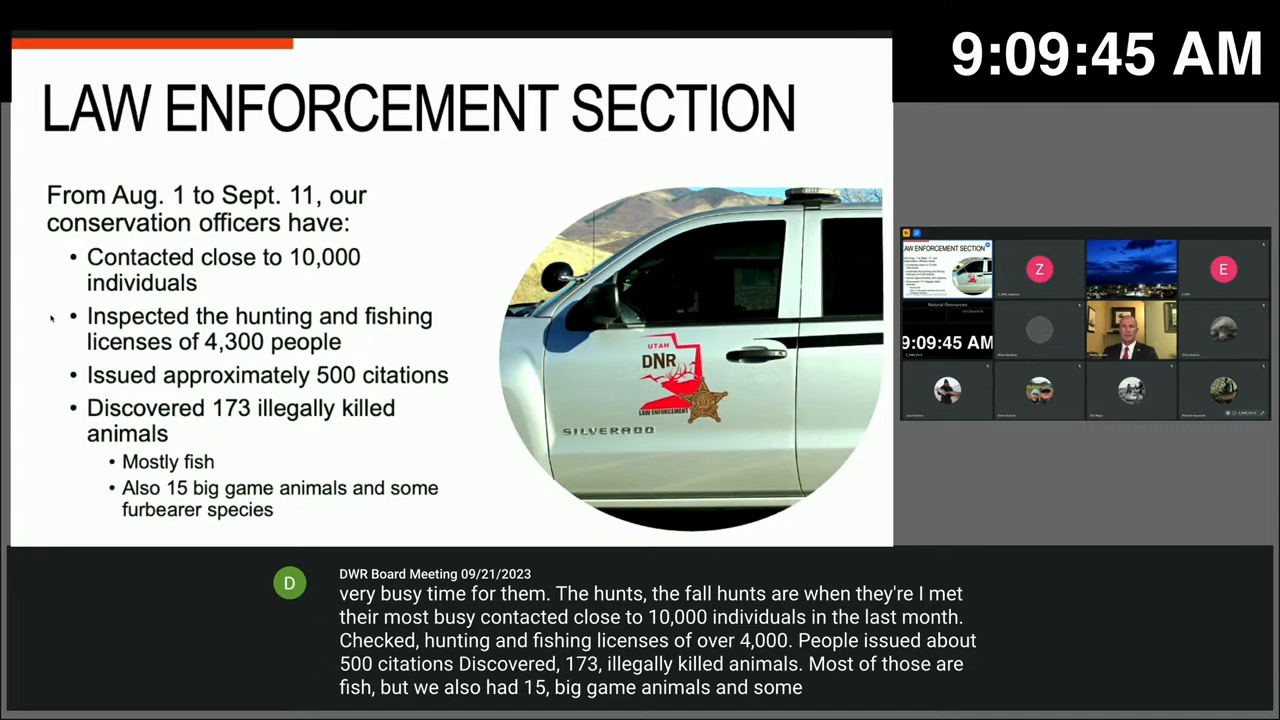 9:09:45 AM
LAW ENFORCEMENT SECTION
From Aug. 1 to Sept. 11, our
conservation officers have:
• Contacted close to 10,000
individuals
• Inspected the hunting and fishing
licenses of 4,300 people
• Issued approximately 500 citations
• Discovered 173 illegally killed
animals
• Mostly fish
• Also 15 big game animals and some
furbearer species
UTAH
DNR
LAW ENFORCEMENT
SILVERADO
LAW ENFORCEMENT SECTION
Z
E
Natural Resources
9:09:45 AM
D
DWR Board Meeting 09/21/2023
very busy time for them. The hunts, the fall hunts are when they're I met
their most busy contacted close to 10,000 individuals in the last month.
Checked, hunting and fishing licenses of over 4,000. People issued about
500 citations Discovered, 173, illegally killed animals. Most of those are
fish, but we also had 15, big game animals and some